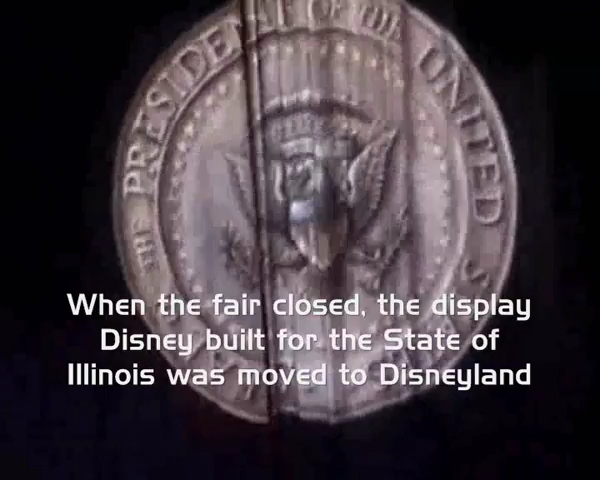 THE PRESIDENT OF THE UNITED
When the fair closed, the display
Disney built for the State of
Illinois was moved to Disneyland